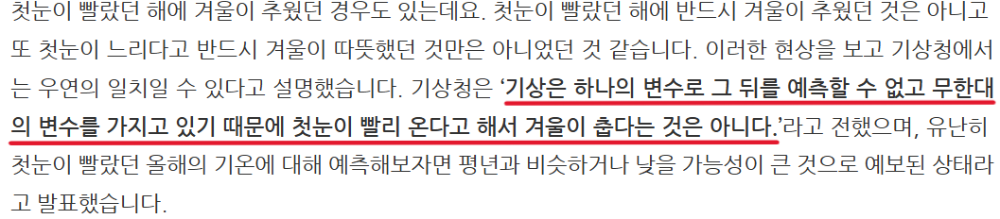 첫눈이 빨랐던 해에 겨울이 추웠던 경우도 있는데요. 첫눈이 빨랐던 해에 반드시 겨울이 추웠던 것은 아니고
또 첫눈이 느리다고 반드시 겨울이 따뜻했던 것만은 아니었던 것 같습니다. 이러한 현상을 보고 기상청에서
는 우연의 일치일 수 있다고 설명했습니다. 기상청은 ‘기상은 하나의 변수로 그 뒤를 예측할 수 없고 무한대
의 변수를 가지고 있기 때문에 첫눈이 빨리 온다고 해서 겨울이 춥다는 것은 아니다.’라고 전했으며, 유난히
첫눈이 빨랐던 올해의 기온에 대해 예측해보자면 평년과 비슷하거나 낮을 가능성이 큰 것으로 예보된 상태라
고 발표했습니다.